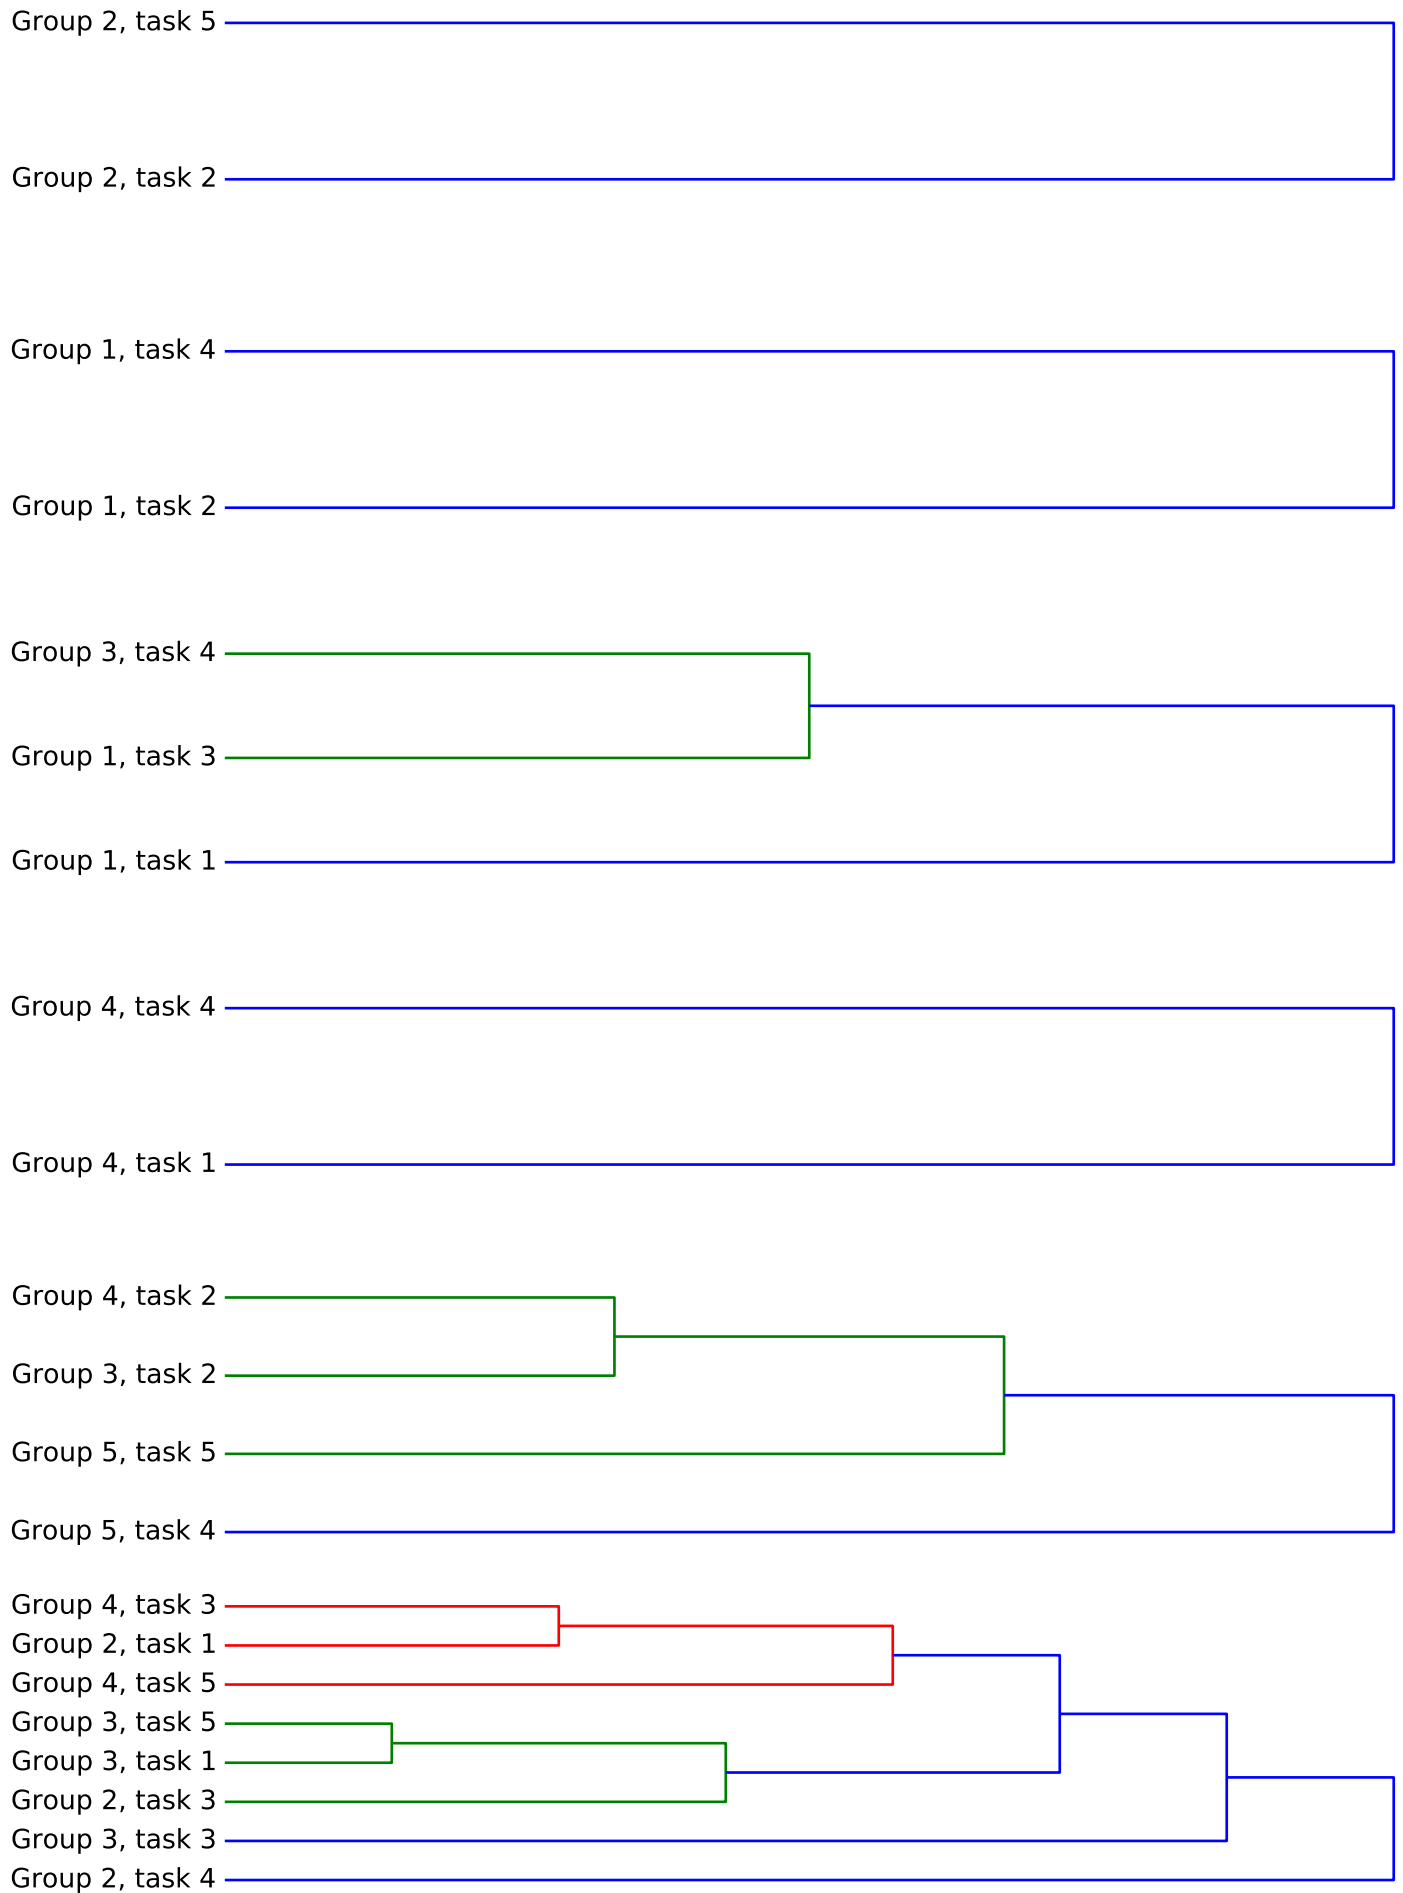 Group 2, task 5
Group 2, task 2
Group 1, task 4
Group 1, task 2
Group 3, task 4
Group 1, task 3
Group 1, task 1
Group 4, task 4
Group 4, task 1
Group 4, task 2
Group 3, task 2
Group 5, task 5
Group 5, task 4
Group 4, task 3
Group 2, task 1
Group 4, task 5
Group 3, task 5
Group 3, task 1
Group 2, task 3
Group 3, task 3
Group 2, task 4